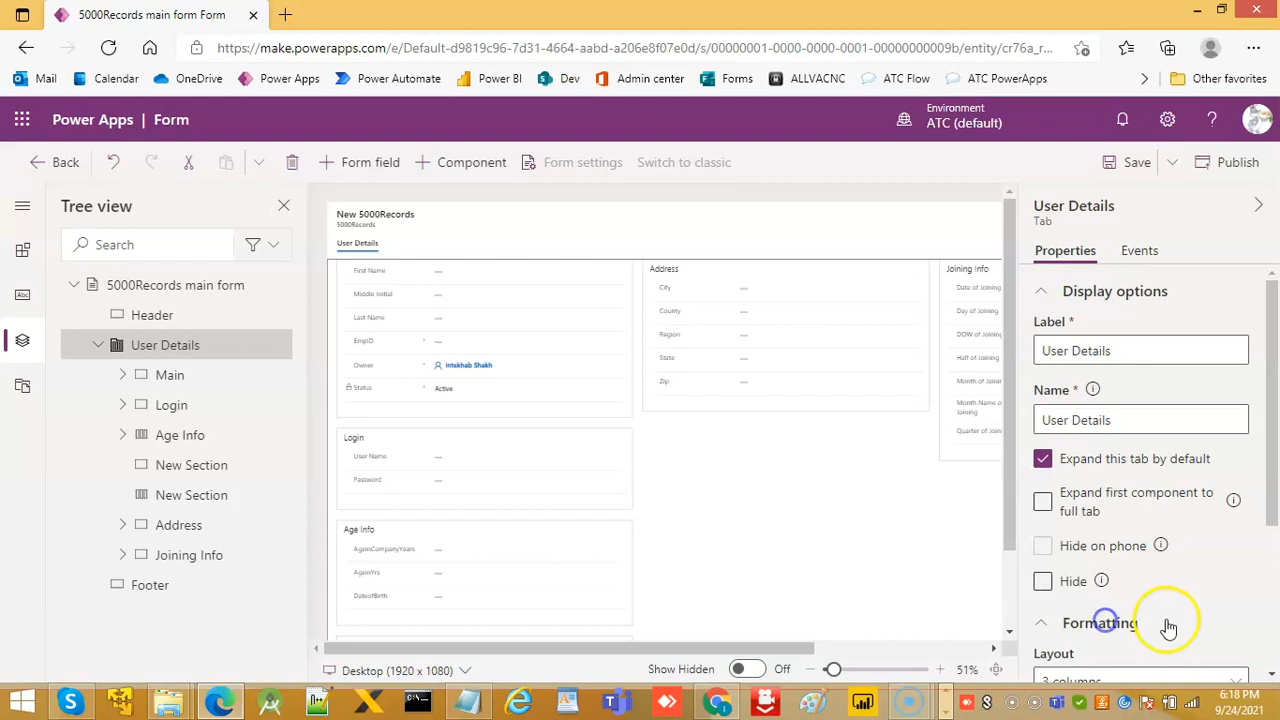 5000Records main form Form
https://make.powerapps.com/e/Default-d9819c96-7d31-4464-aabd-a206e8f07e0d/s/00000001-0000-0000-0001-00000000009b/entity/cr76a_r...
Mail
Calendar
OneDrive
Power Apps
Power Automate
Power BI
Dev
Admin center
Forms
ALLVACNC
ATC Flow
ATC PowerApps
Other favorites
Power Apps | Form
Environment
ATC (default)
Back
Form field
Component
Form settings
Switch to classic
Save
Publish
Tree view
Search
5000Records main form
Header
User Details
Main
Login
Age Info
New Section
New Section
Address
Joining Info
Footer
New 5000Records
5000Records
User Details
First Name ---
Middle Initial ---
Last Name ---
EmpID * ---
Owner * Intekhab Shakh
Status * Active
Login
User Name ---
Password ---
Age Info
AgeinCompanyYears ---
AgeinYrs ---
DateofBirth ---
Address
City ---
County ---
Region ---
State ---
Zip ---
Joining Info
Date of Joining
Day of Joining
DOW of Joining
Half of Joining
Month of Joining
Month Name o
Joining
Quarter of Joining
Desktop (1920 x 1080)
Show Hidden
Off
51%
User Details
Tab
Properties
Events
Display options
Label *
User Details
Name *
User Details
Expand this tab by default
Expand first component to
full tab
Hide on phone
Hide
Formatting
Layout
3 columns
6:18 PM
9/24/2021